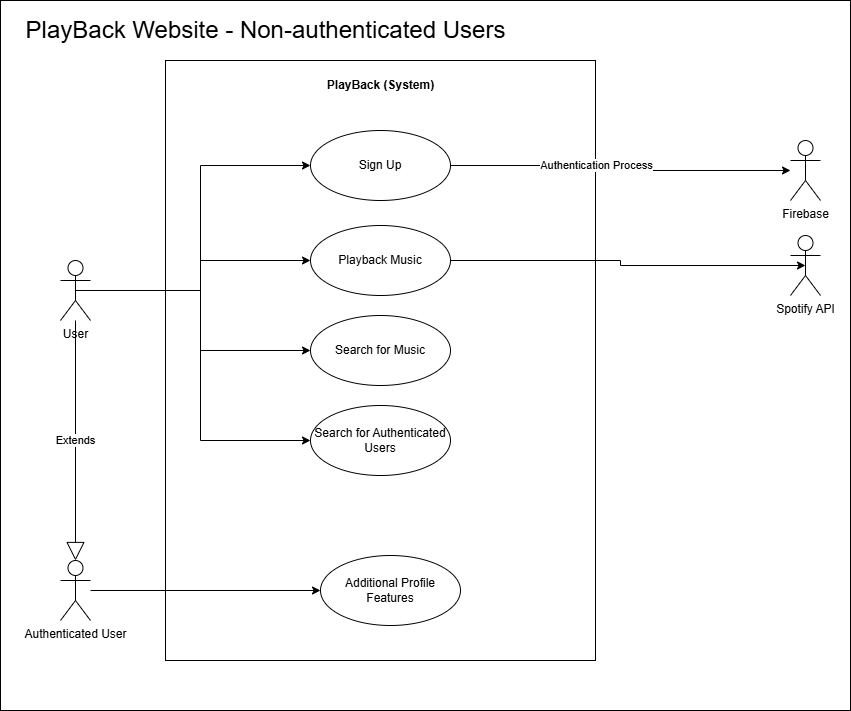 PlayBack Website - Non-authenticated Users
PlayBack (System)
Sign Up
Authentication Process
Firebase
Playback Music
Spotify API
User
Search for Music
Search for Authenticated
Users
Extends
Additional Profile
Features
Authenticated User